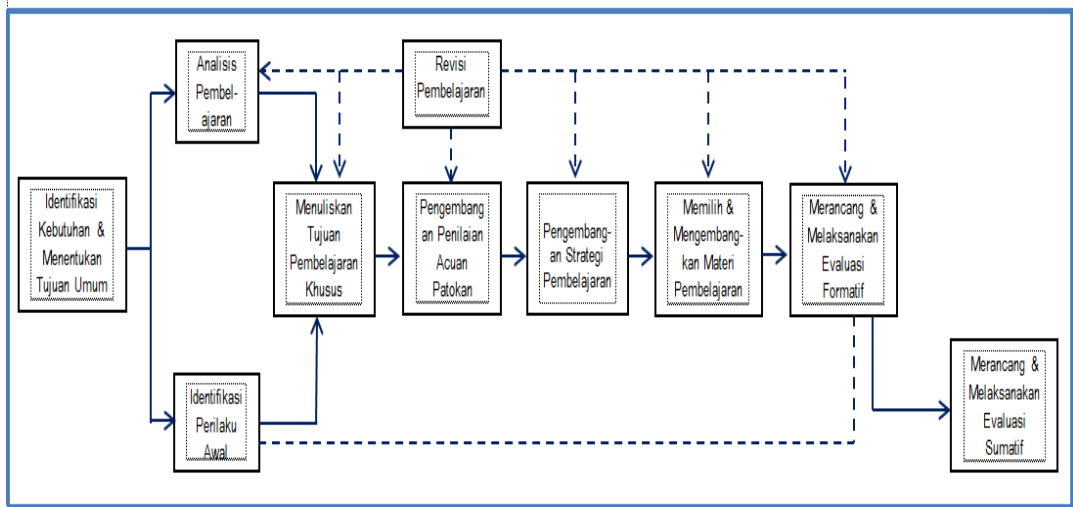 Analisis
Pembel-
ajaran
Revisi
Pembelajaran
Identifikasi
Kebutuhan &
Menentukan
Tujuan Umum
Menuliskan
Tujuan
Pembelajaran
Khusus
Pengembang
an Penilaian
Acuan
Patokan
Pengembang-
an Strategi
Pembelajaran
Memilih &
Mengembang-
kan Materi
Pembelajaran
Merancang &
Melaksanakan
Evaluasi
Formatif
Identifikasi
Perilaku
Awal
Merancang &
Melaksanakan
Evaluasi
Sumatif